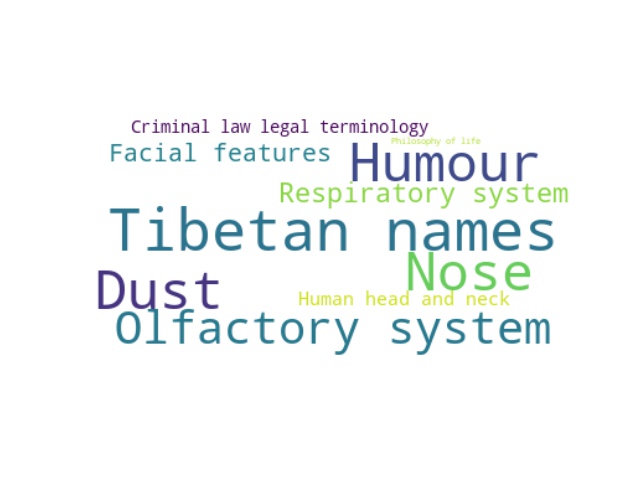 Criminal law legal terminology
Philosophy of life
Facial features
Humour
Respiratory system
Tibetan names
Nose
Dust
Human head and neck
Olfactory system